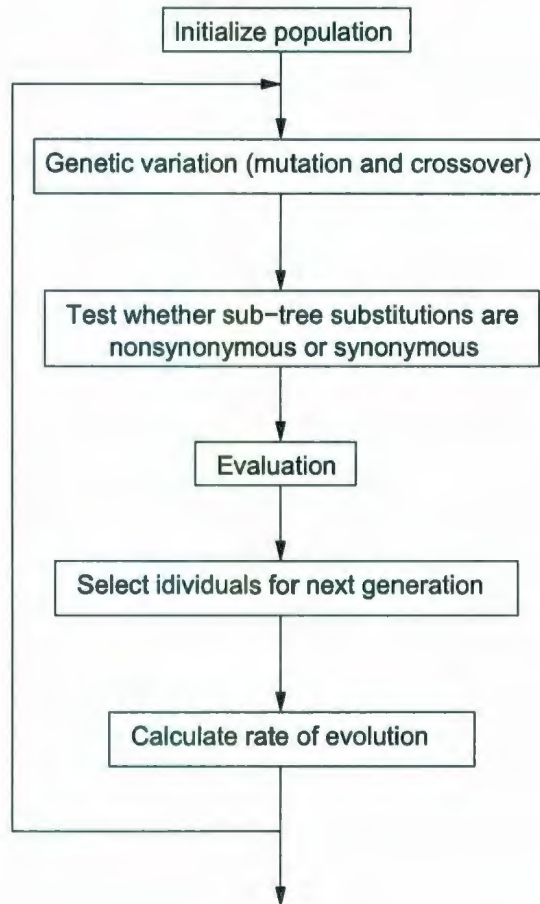 Initialize population
Genetic variation (mutation and crossover)
Test whether sub-tree substitutions are
nonsynonymous or synonymous
Evaluation
Select idividuals for next generation
Calculate rate of evolution